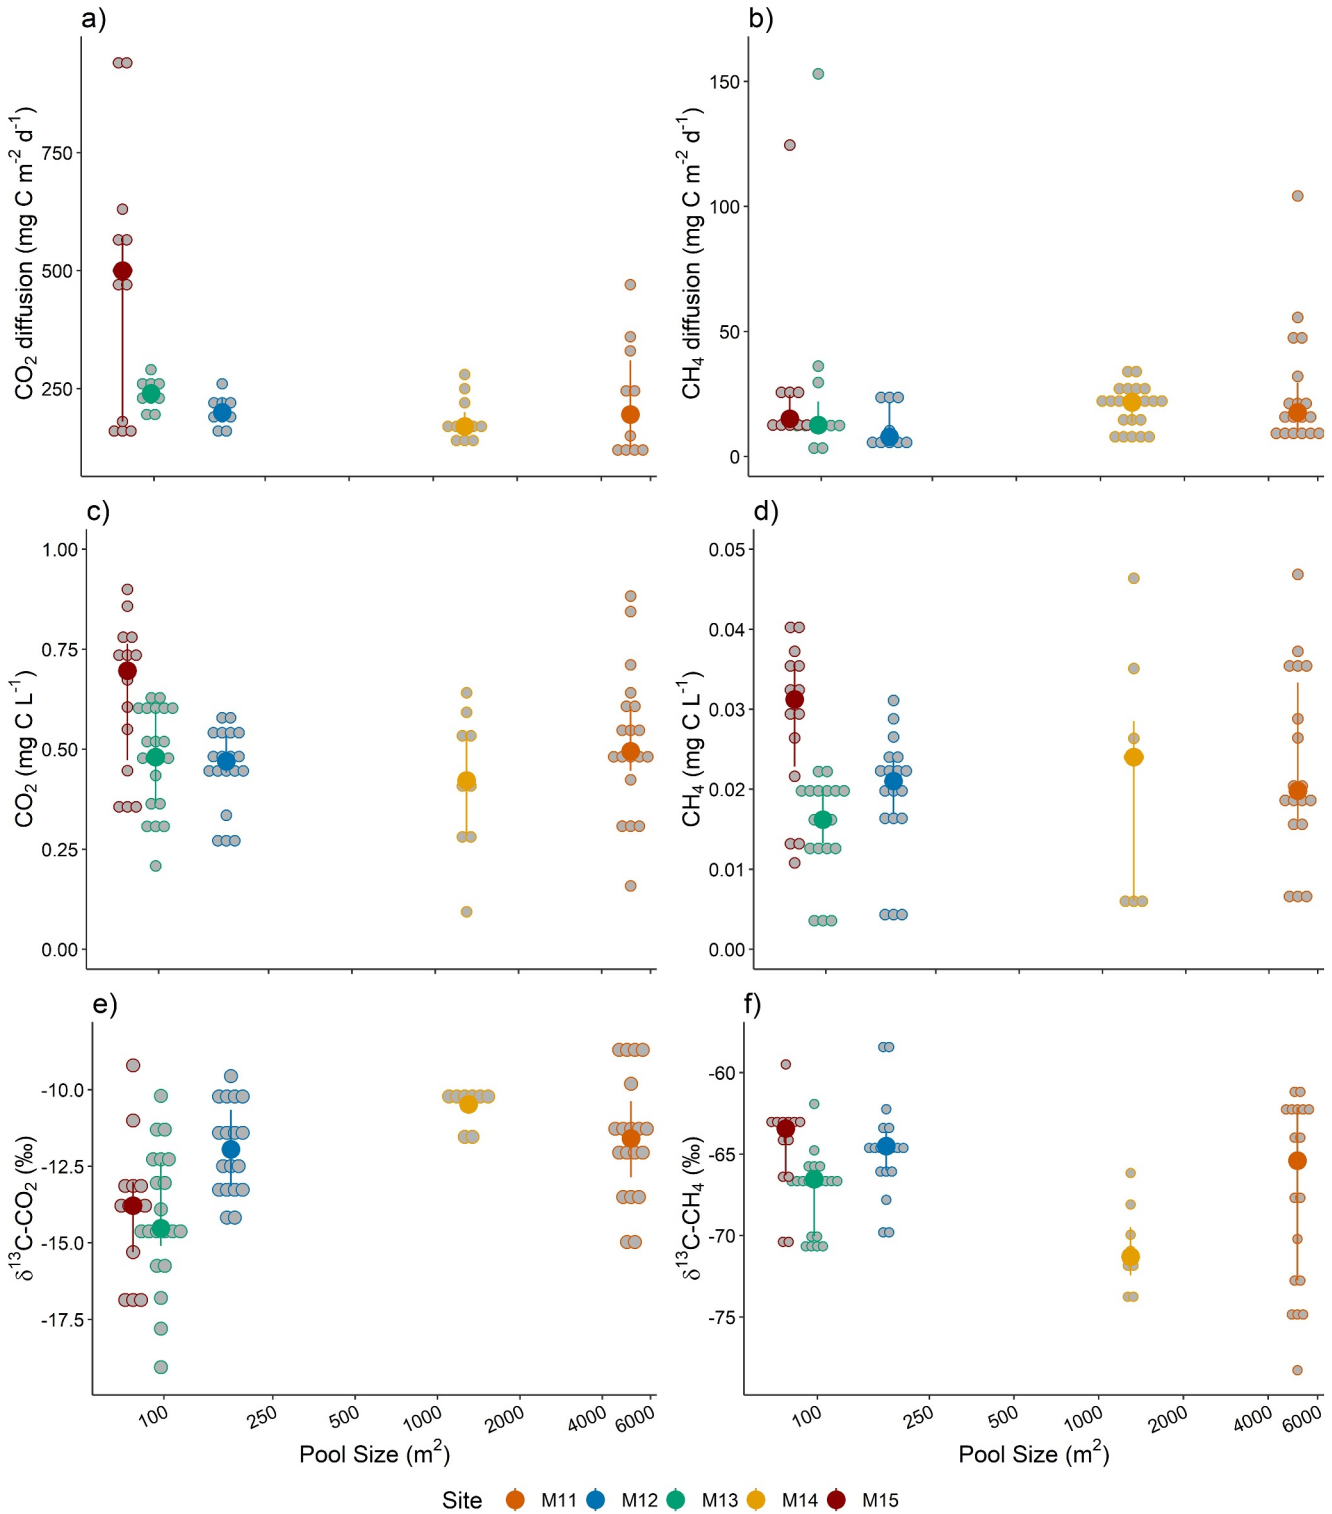 a)
CO2 diffusion (mg C m-2 d-1)
750
500
250
b)
CH4 diffusion (mg C m-2 d-1)
150
100
50
0
c)
CO2 (mg C L-1)
1.00
0.75
0.50
0.25
0.00
d)
CH4 (mg C L-1)
0.05
0.04
0.03
0.02
0.01
0.00
e)
δ13C-CO2 (‰)
-10.0
-12.5
-15.0
-17.5
100 250 500 1000 2000 4000 6000
Pool Size (m2)
f)
δ13C-CH4 (‰)
-60
-65
-70
-75
100 250 500 1000 2000 4000 6000
Pool Size (m2)
Site M11 M12 M13 M14 M15